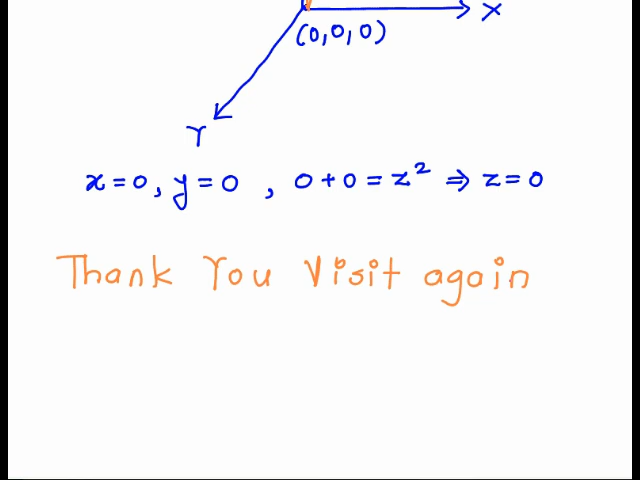 X
(0,0,0)
Y
x=0, y=0 , 0+0=z² ⇒ z=0
Thank You Visit again